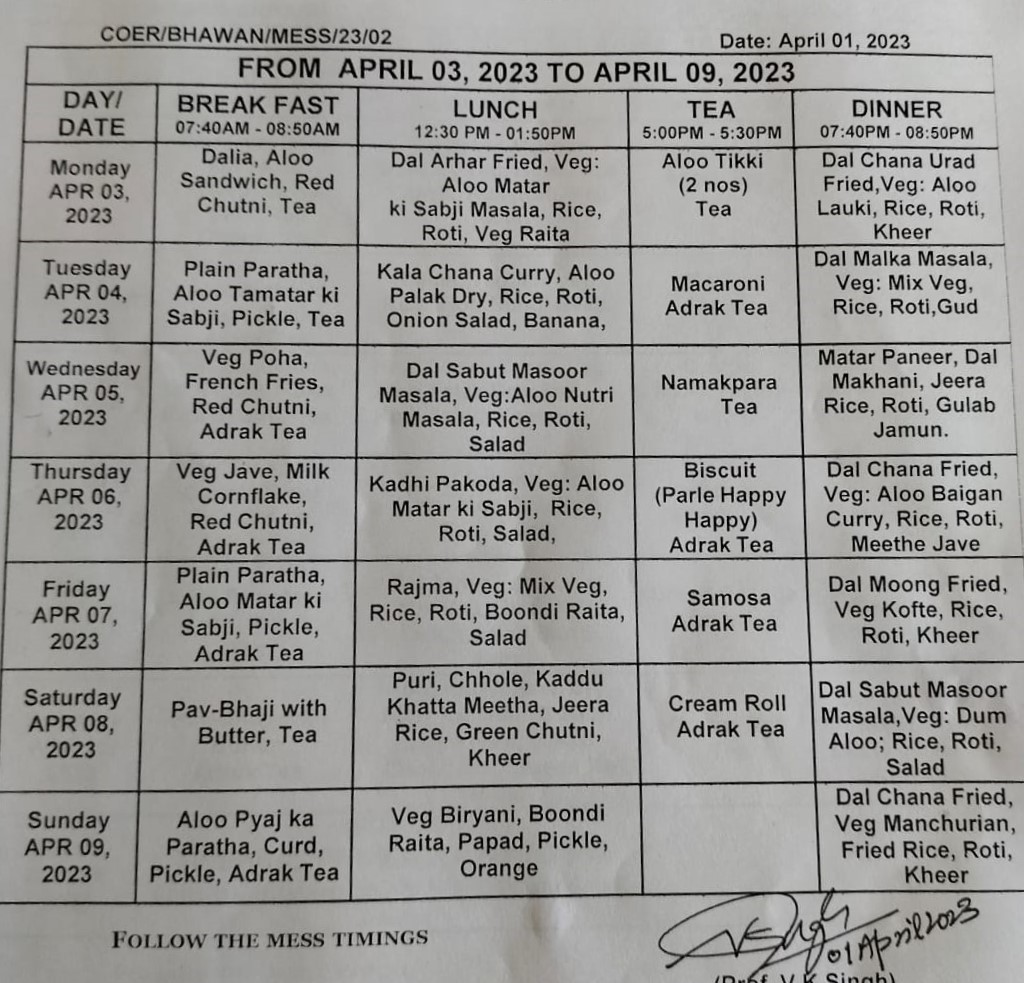 COER/BHAWAN/MESS/23/02
Date: April 01, 2023
FROM APRIL 03, 2023 TO APRIL 09, 2023
DAY/
DATE
BREAK FAST
07:40AM - 08:50AM
LUNCH
12:30 PM - 01:50PM
TEA
5:00PM - 5:30PM
DINNER
07:40PM - 08:50PM
Monday
APR 03,
2023
Dalia, Aloo
Sandwich, Red
Chutni, Tea
Dal Arhar Fried, Veg:
Aloo Matar
ki Sabji Masala, Rice,
Roti, Veg Raita
Aloo Tikki
(2 nos)
Tea
Dal Chana Urad
Fried,Veg: Aloo
Lauki, Rice, Roti,
Kheer
Tuesday
APR 04,
2023
Plain Paratha,
Aloo Tamatar ki
Sabji, Pickle, Tea
Kala Chana Curry, Aloo
Palak Dry, Rice, Roti,
Onion Salad, Banana,
Macaroni
Adrak Tea
Dal Malka Masala,
Veg: Mix Veg,
Rice, Roti,Gud
Wednesday
APR 05,
2023
Veg Poha,
French Fries,
Red Chutni,
Adrak Tea
Dal Sabut Masoor
Masala, Veg:Aloo Nutri
Masala, Rice, Roti,
Salad
Namakpara
Tea
Matar Paneer, Dal
Makhani, Jeera
Rice, Roti, Gulab
Jamun.
Thursday
APR 06,
2023
Veg Jave, Milk
Cornflake,
Red Chutni,
Adrak Tea
Kadhi Pakoda, Veg: Aloo
Matar ki Sabji, Rice,
Roti, Salad,
Biscuit
(Parle Happy
Happy)
Adrak Tea
Dal Chana Fried,
Veg: Aloo Baigan
Curry, Rice, Roti,
Meethe Jave
Friday
APR 07,
2023
Plain Paratha,
Aloo Matar ki
Sabji, Pickle,
Adrak Tea
Rajma, Veg: Mix Veg,
Rice, Roti, Boondi Raita,
Salad
Samosa
Adrak Tea
Dal Moong Fried,
Veg Kofte, Rice,
Roti, Kheer
Saturday
APR 08,
2023
Pav-Bhaji with
Butter, Tea
Puri, Chhole, Kaddu
Khatta Meetha, Jeera
Rice, Green Chutni,
Kheer
Cream Roll
Adrak Tea
Dal Sabut Masoor
Masala,Veg: Dum
Aloo; Rice, Roti,
Salad
Sunday
APR 09,
2023
Aloo Pyaj ka
Paratha, Curd,
Pickle, Adrak Tea
Veg Biryani, Boondi
Raita, Papad, Pickle,
Orange
Dal Chana Fried,
Veg Manchurian,
Fried Rice, Roti,
Kheer
FOLLOW THE MESS TIMINGS
01 April 2023
(Prof. V.K Singh)